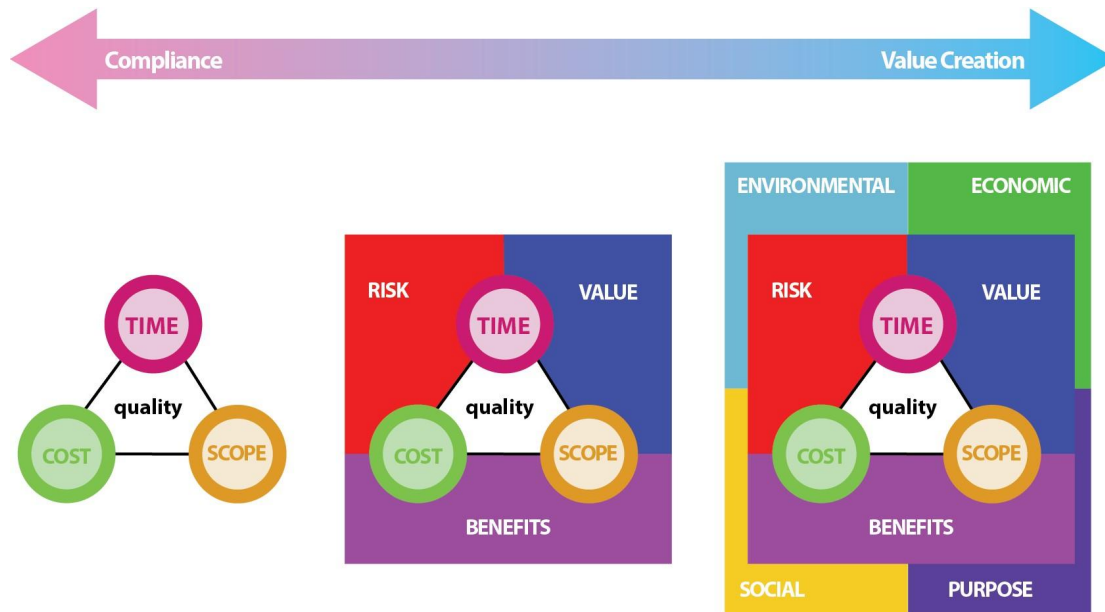 Compliance
Value Creation
TIME
quality
COST
SCOPE
RISK
VALUE
TIME
quality
COST
SCOPE
BENEFITS
ENVIRONMENTAL
ECONOMIC
RISK
VALUE
TIME
quality
COST
SCOPE
BENEFITS
SOCIAL
PURPOSE